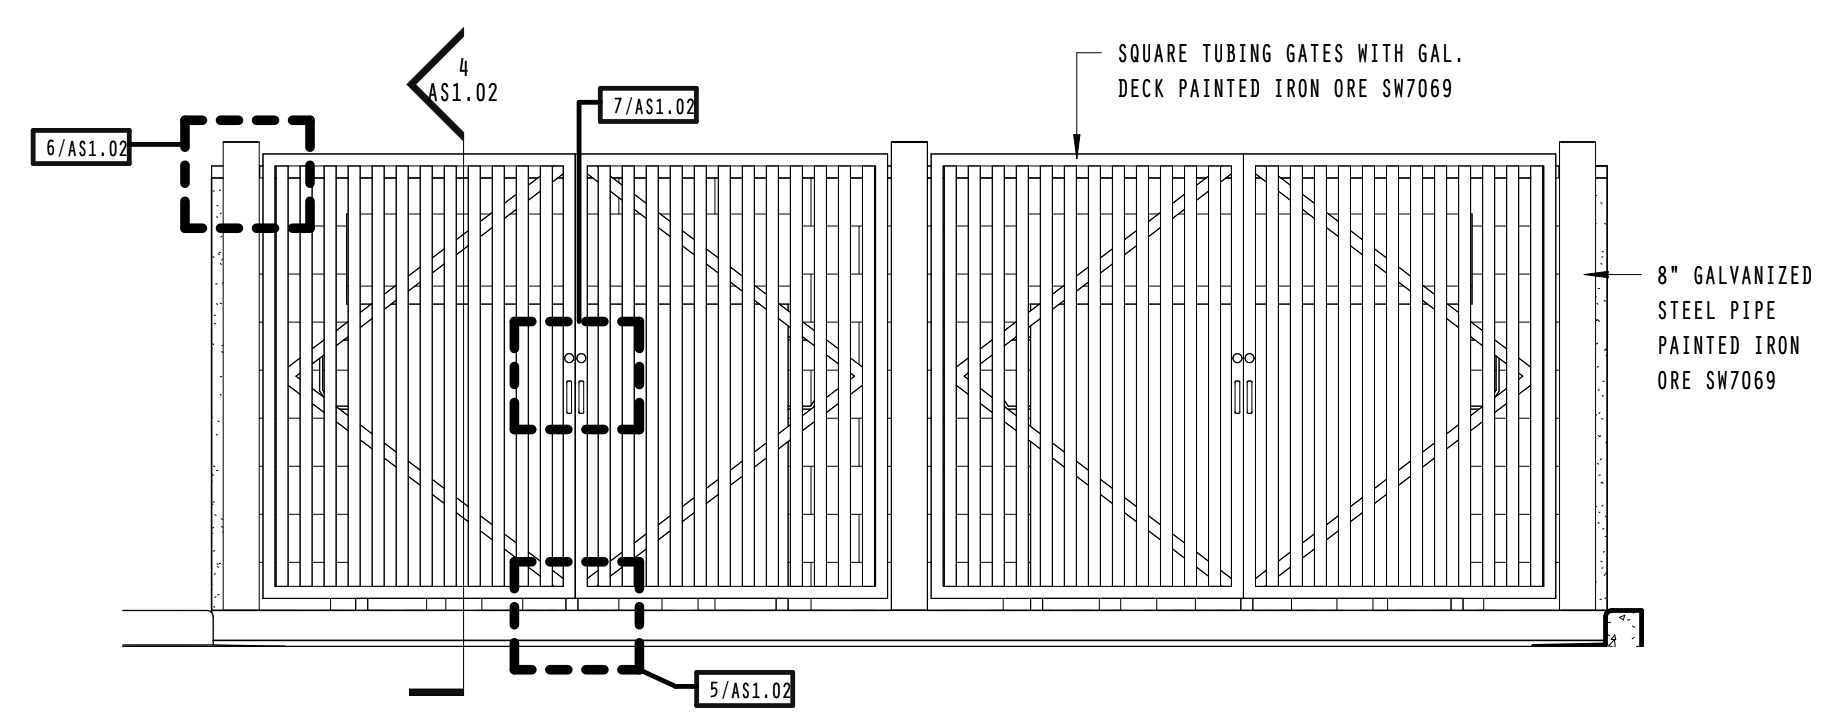 4
AS1.02
7/AS1.02
6/AS1.02
SQUARE TUBING GATES WITH GAL.
DECK PAINTED IRON ORE SW7069
8" GALVANIZED
STEEL PIPE
PAINTED IRON
ORE SW7069
5/AS1.02